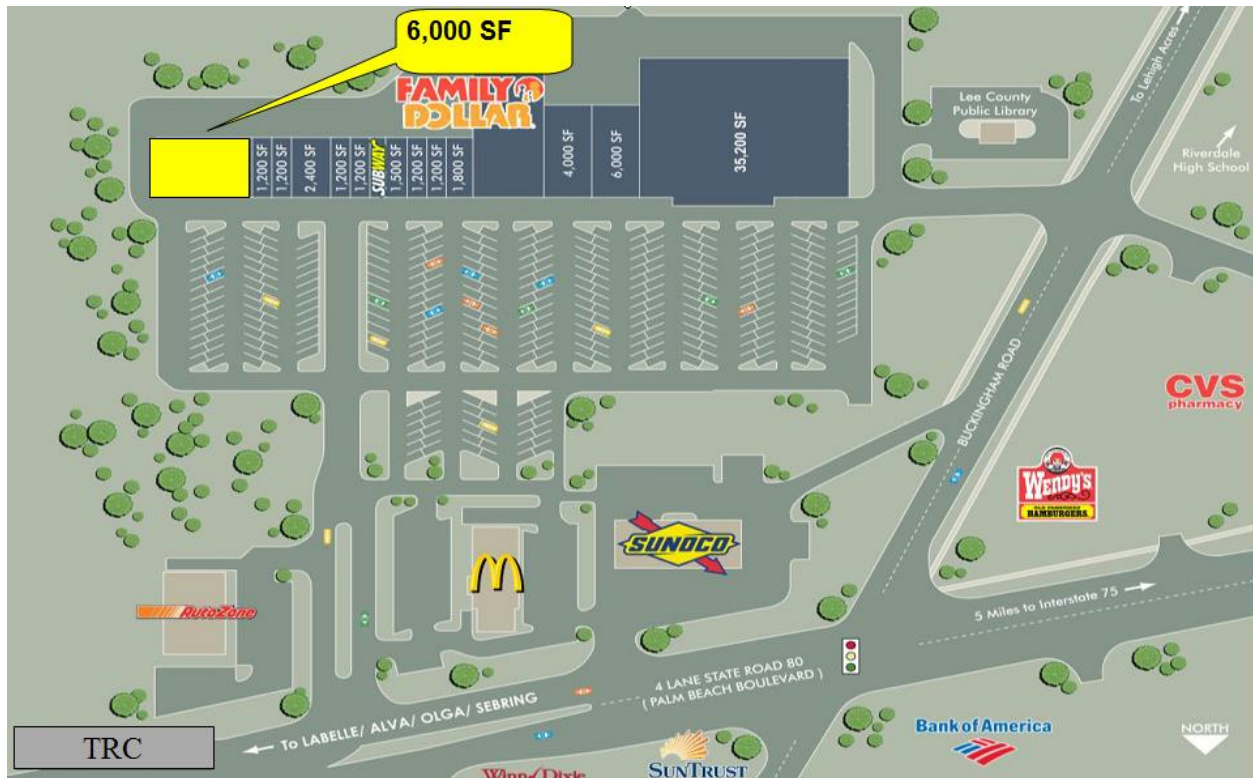 6,000 SF
FAMILY
DOLLAR
1,200 SF
1,200 SF
2,400 SF
1,200 SF
1,200 SF
SUBWAY
1,500 SF
1,200 SF
1,200 SF
1,800 SF
4,000 SF
6,000 SF
35,200 SF
Lee County
Public Library
To Lehigh Acres
Riverdale
High School
BUCKINGHAM ROAD
CVS
pharmacy
WENDY'S
OLD FASHIONED
HAMBURGERS
SUNOCO
AutoZone
5 Miles to Interstate 75
4 LANE STATE ROAD 80
( PALM BEACH BOULEVARD )
To LABELLE/ ALVA/ OLGA/ SEBRING
TRC
Winn Dixie
SUNTRUST
Bank of America
NORTH